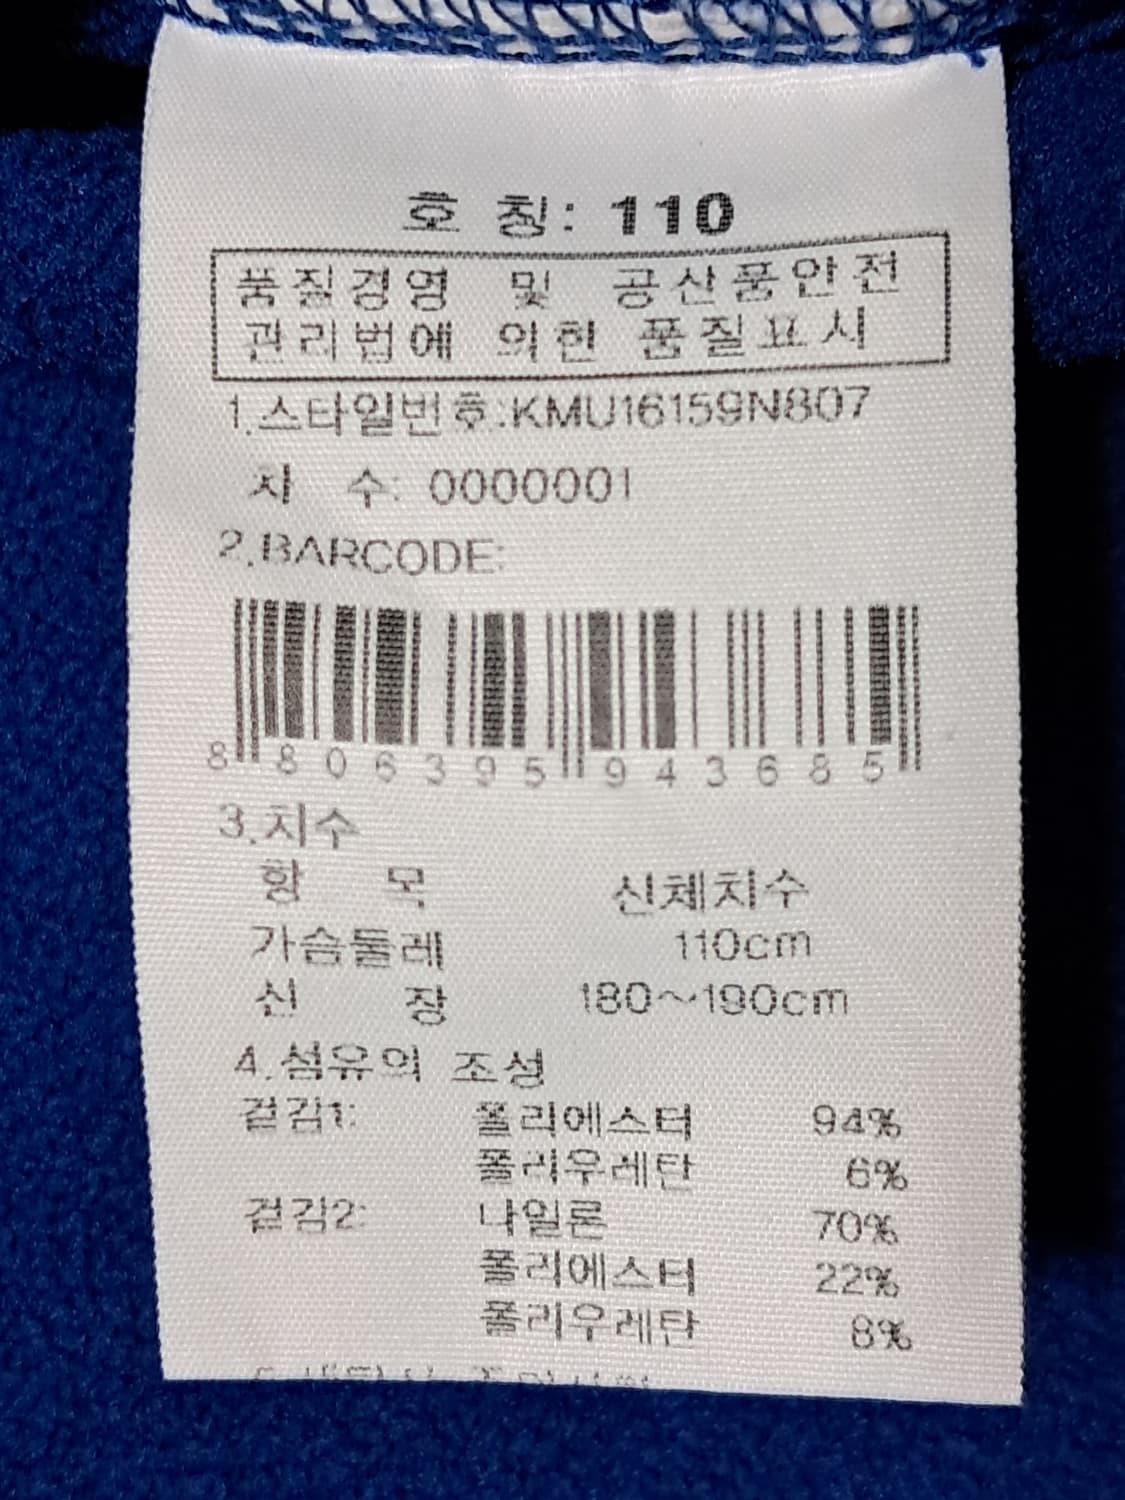 호 칭: 110
품질경영 및 공산품안전
관리법에 의한 품질표시
1.스타일번호:KMU16159N807
차 수: 0000001
2.BARCODE:
8 806395 943685
3.치수
항 목 신체치수
가슴둘레 110cm
신 장 180~190cm
4.섬유의 조성
겉감1: 폴리에스터 94%
폴리우레탄 6%
겉감2: 나일론 70%
폴리에스터 22%
폴리우레탄 8%